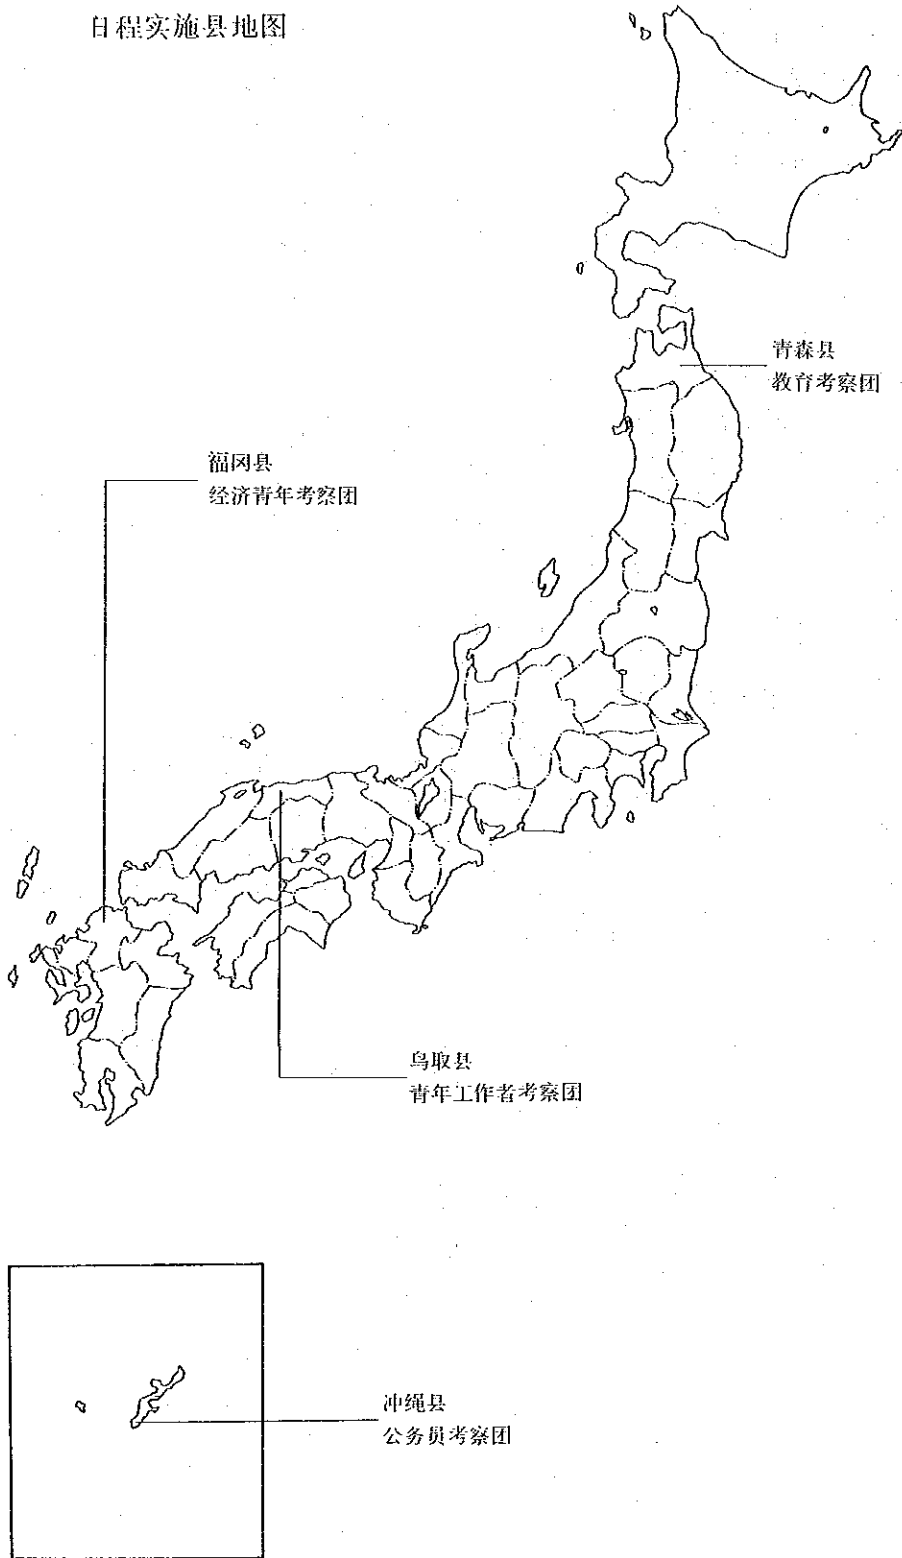 日程实施县地图
青森县
教育考察团
福冈县
经济青年考察团
鸟取县
青年工作者考察团
冲绳县
公务员考察团